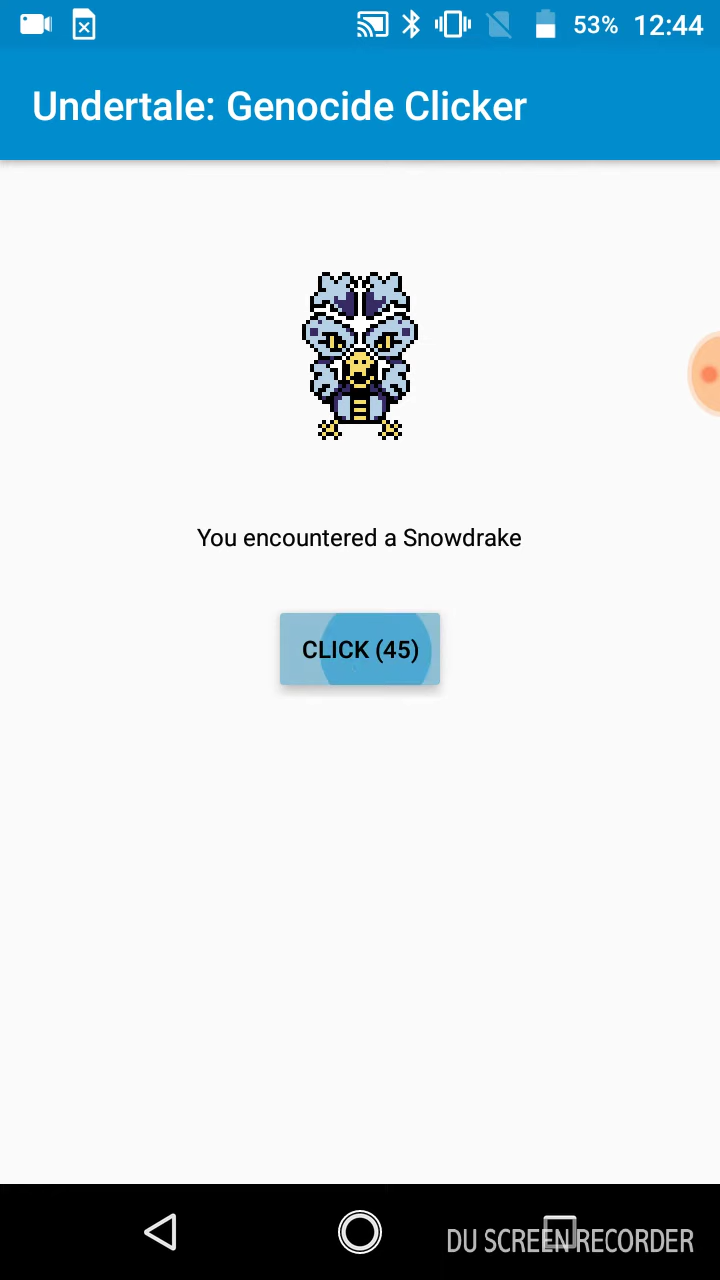 53% 12:44
Undertale: Genocide Clicker
You encountered a Snowdrake
CLICK (45)
DU SCREEN RECORDER